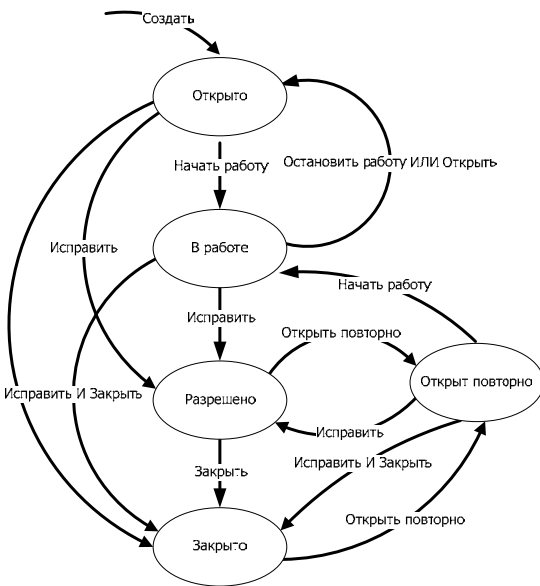 Создать
Открыто
Начать работу
Остановить работу ИЛИ Открыть
Исправить
В работе
Начать работу
Исправить
Открыть повторно
Исправить И Закрыть
Разрешено
Открыт повторно
Исправить
Закрыть
Исправить И Закрыть
Открыть повторно
Закрыто